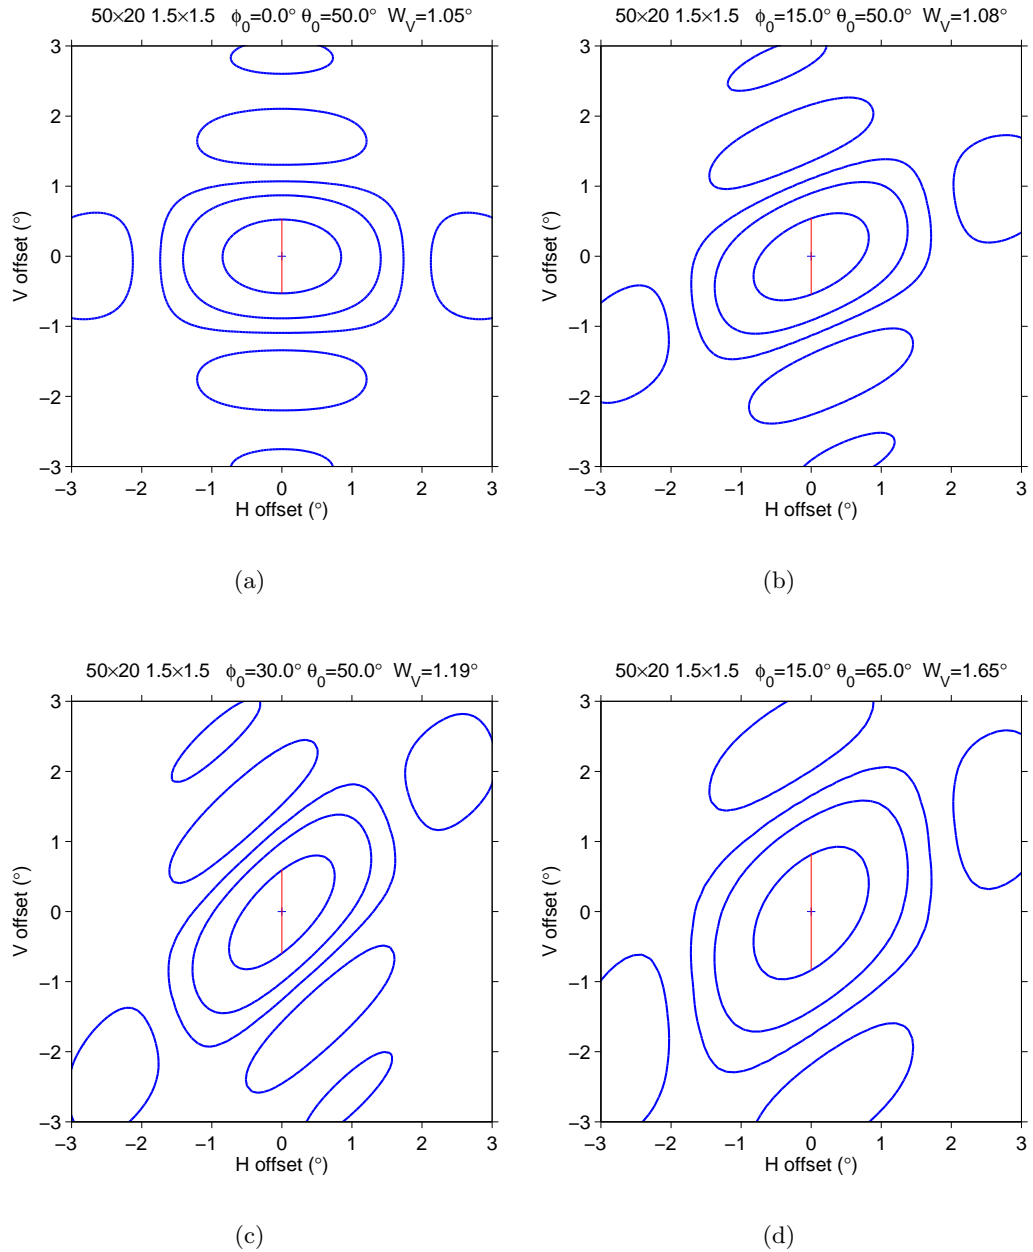 50×20 1.5×1.5 ϕ0=0.0° θ0=50.0° WV=1.05°
3
2
1
0
−1
−2
−3
V offset (°)
−3 −2 −1 0 1 2 3
H offset (°)
(a)
50×20 1.5×1.5 ϕ0=15.0° θ0=50.0° WV=1.08°
3
2
1
0
−1
−2
−3
V offset (°)
−3 −2 −1 0 1 2 3
H offset (°)
(b)
50×20 1.5×1.5 ϕ0=30.0° θ0=50.0° WV=1.19°
3
2
1
0
−1
−2
−3
V offset (°)
−3 −2 −1 0 1 2 3
H offset (°)
(c)
50×20 1.5×1.5 ϕ0=15.0° θ0=65.0° WV=1.65°
3
2
1
0
−1
−2
−3
V offset (°)
−3 −2 −1 0 1 2 3
H offset (°)
(d)